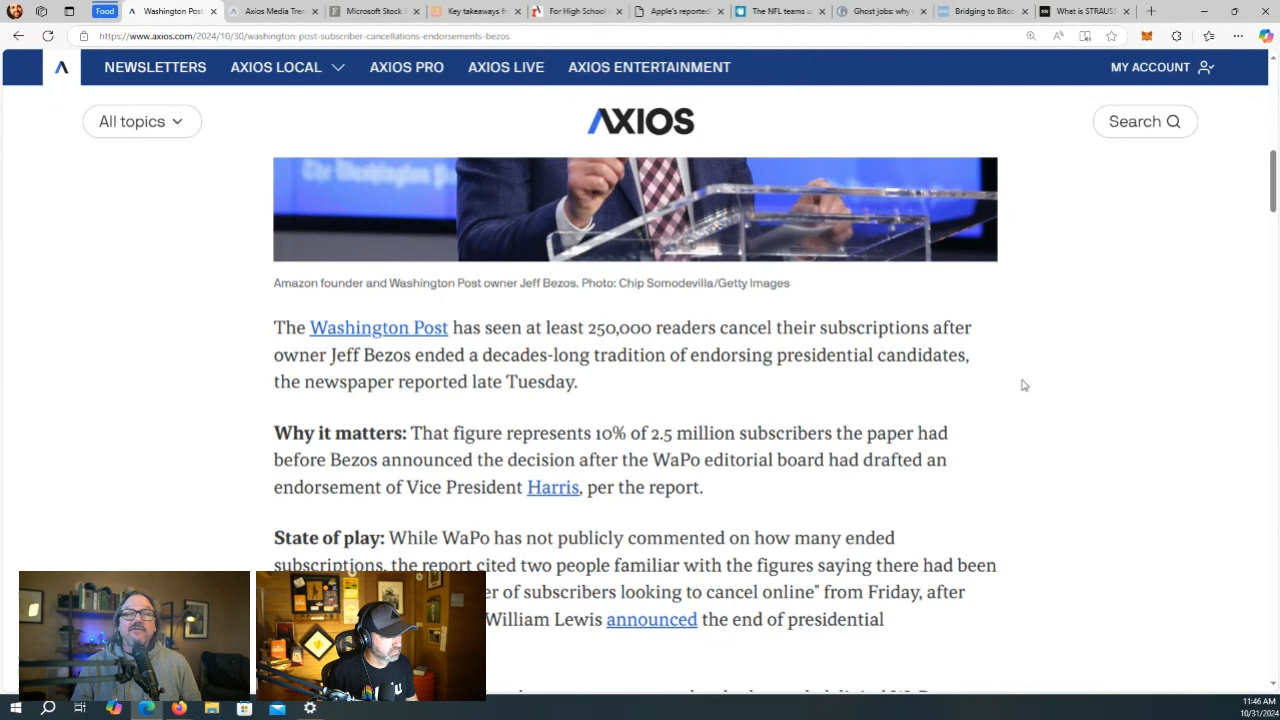 Food
Washington Post
Axios Media Tren
Microsoft Stock
Key takeaways fr
For High School
Apple's reported
The NFL teams w
Ghost jobs: why
Bridging to Bitco
What is STRAUSS
https://www.axios.com/2024/10/30/washington-post-subscriber-cancellations-endorsements-bezos
NEWSLETTERS AXIOS LOCAL AXIOS PRO AXIOS LIVE AXIOS ENTERTAINMENT MY ACCOUNT
All topics AXIOS Search
The Washington Pos
Amazon founder and Washington Post owner Jeff Bezos. Photo: Chip Somodevilla/Getty Images
The Washington Post has seen at least 250,000 readers cancel their subscriptions after
owner Jeff Bezos ended a decades-long tradition of endorsing presidential candidates,
the newspaper reported late Tuesday.
Why it matters: That figure represents 10% of 2.5 million subscribers the paper had
before Bezos announced the decision after the WaPo editorial board had drafted an
endorsement of Vice President Harris, per the report.
State of play: While WaPo has not publicly commented on how many ended
subscriptions, the report cited two people familiar with the figures saying there had been
er of subscribers looking to cancel online" from Friday, after
William Lewis announced the end of presidential
11:46 AM
10/31/2024